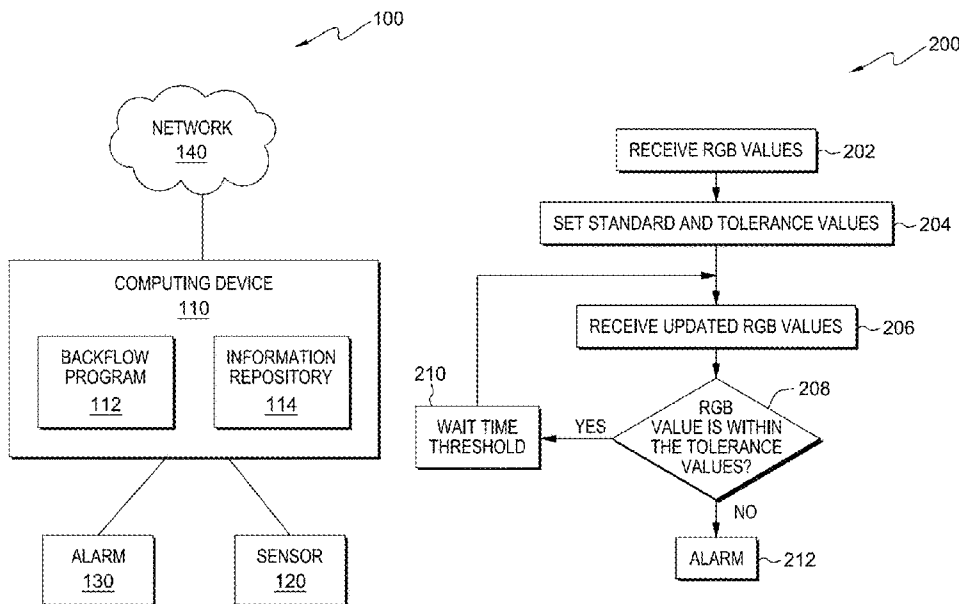 100
NETWORK
140
COMPUTING DEVICE
110
BACKFLOW
PROGRAM
112
INFORMATION
REPOSITORY
114
ALARM
130
SENSOR
120
200
RECEIVE RGB VALUES
202
SET STANDARD AND TOLERANCE VALUES
204
RECEIVE UPDATED RGB VALUES
206
208
RGB
VALUE IS WITHIN
THE TOLERANCE
VALUES?
YES
210
WAIT TIME
THRESHOLD
NO
ALARM
212